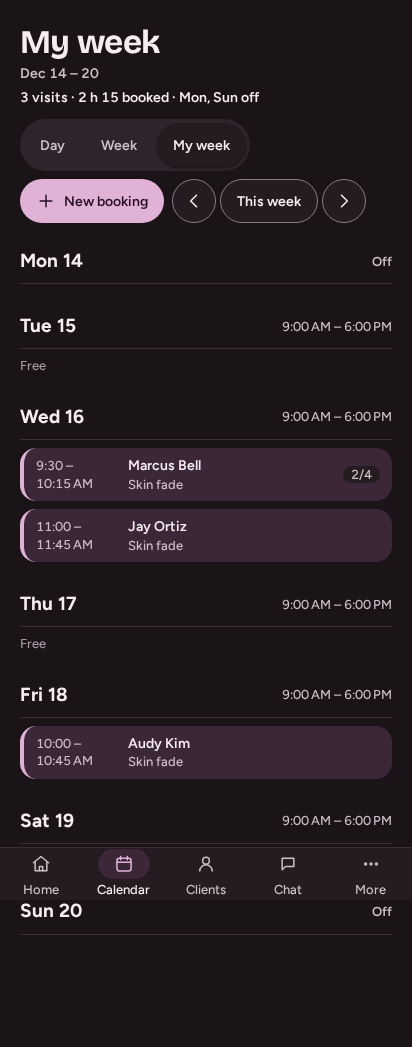 My week
Dec 14 – 20
3 visits · 2 h 15 booked · Mon, Sun off
Day
Week
My week
New booking
This week
Mon 14
Off
Tue 15
9:00 AM – 6:00 PM
Free
Wed 16
9:00 AM – 6:00 PM
9:30 –
10:15 AM
Marcus Bell
Skin fade
2/4
11:00 –
11:45 AM
Jay Ortiz
Skin fade
Thu 17
9:00 AM – 6:00 PM
Free
Fri 18
9:00 AM – 6:00 PM
10:00 –
10:45 AM
Audy Kim
Skin fade
Sat 19
9:00 AM – 6:00 PM
Home
Calendar
Clients
Chat
More
Sun 20
Off